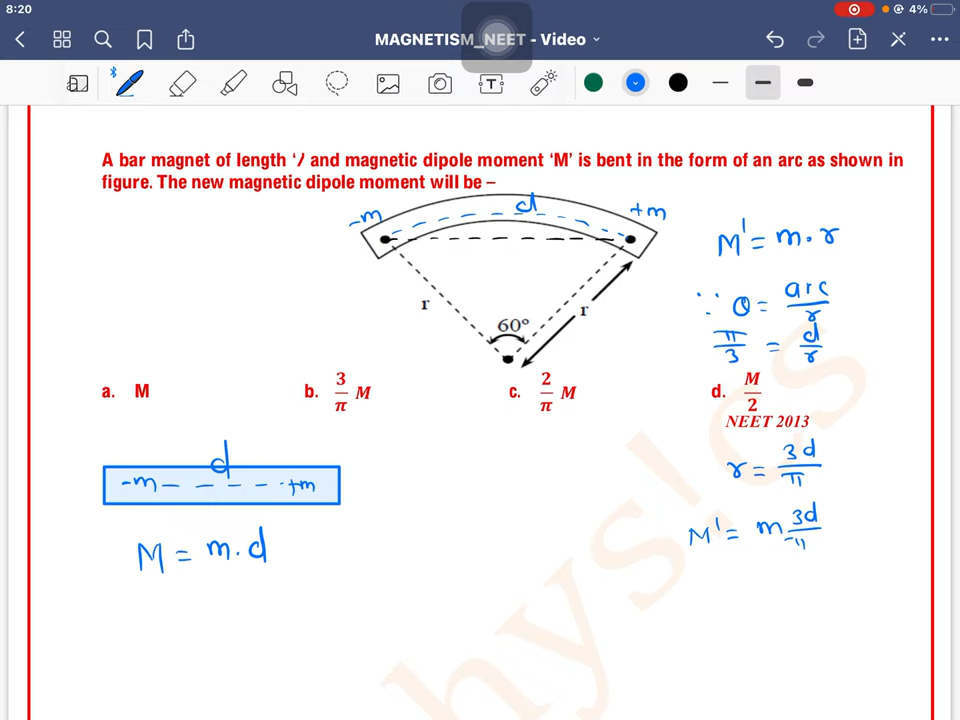 8:20
4%
MAGNETISM_NEET - Video
A bar magnet of length ‘l and magnetic dipole moment ‘M’ is bent in the form of an arc as shown in
figure. The new magnetic dipole moment will be –
-m d +m
r 60° r
M' = m · r
∵ θ = arc/r
π/3 = d/r
a. M b. 3/π M c. 2/π M d. M/2
NEET 2013
d
-m +m
M = m · d
r = 3d/π
M' = m 3d/π
hys!cs